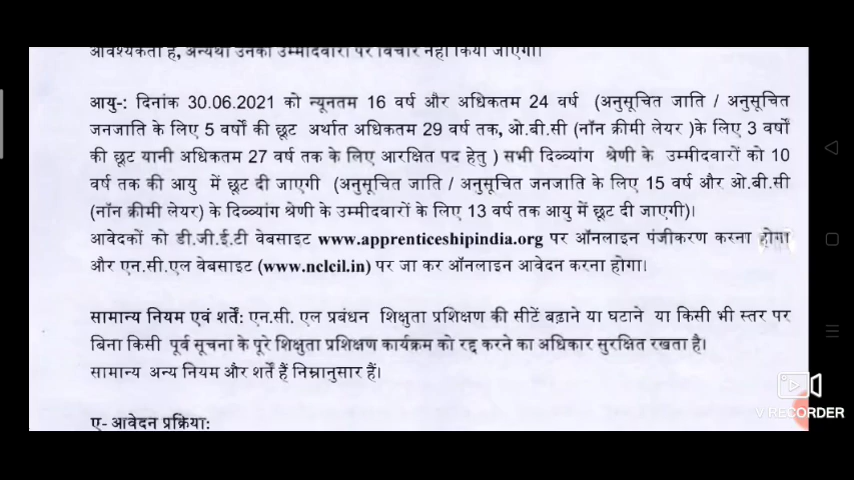 आवश्यकता है, अन्यथा उनकी उम्मीदवारी पर विचार नहीं किया जाएगा।
आयु-: दिनांक 30.06.2021 को न्यूनतम 16 वर्ष और अधिकतम 24 वर्ष (अनुसूचित जाति / अनुसूचित
जनजाति के लिए 5 वर्षों की छूट अर्थात अधिकतम 29 वर्ष तक, ओ.बी.सी (नॉन क्रीमी लेयर )के लिए 3 वर्षों
की छूट यानी अधिकतम 27 वर्ष तक के लिए आरक्षित पद हेतु ) सभी दिव्यांग श्रेणी के उम्मीदवारों को 10
वर्ष तक की आयु में छूट दी जाएगी (अनुसूचित जाति / अनुसूचित जनजाति के लिए 15 वर्ष और ओ.बी.सी
(नॉन क्रीमी लेयर) के दिव्यांग श्रेणी के उम्मीदवारों के लिए 13 वर्ष तक आयु में छूट दी जाएगी)।
आवेदकों को डी.जी.ई.टी वेबसाइट www.apprenticeshipindia.org पर ऑनलाइन पंजीकरण करना होगा
और एन.सी.एल वेबसाइट (www.nclcil.in) पर जा कर ऑनलाइन आवेदन करना होगा।
सामान्य नियम एवं शर्तें: एन.सी. एल प्रबंधन शिक्षुता प्रशिक्षण की सीटें बढ़ाने या घटाने या किसी भी स्तर पर
बिना किसी पूर्व सूचना के पूरे शिक्षुता प्रशिक्षण कार्यक्रम को रद्द करने का अधिकार सुरक्षित रखता है।
सामान्य अन्य नियम और शर्तें हैं निम्नानुसार हैं।
ए- आवेदन प्रक्रिया:
V RECORDER